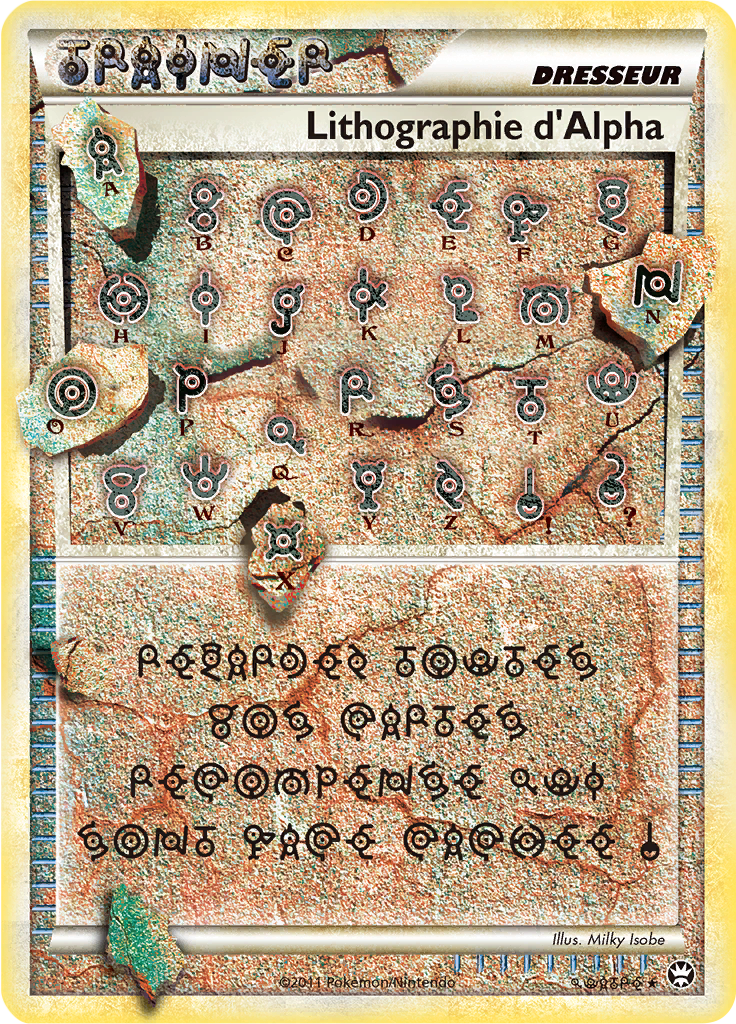 TRAINER
DRESSEUR
Lithographie d'Alpha
A B C D E F G
H I J K L M N
O P Q R S T U
V W X Y Z ! ?
REGARDEZ TOUTES
VOS CARTES
RECOMPENSE QUI
SONT FACE CACHEE !
Illus. Milky Isobe
©2011 Pokémon/Nintendo
QUATRE ★